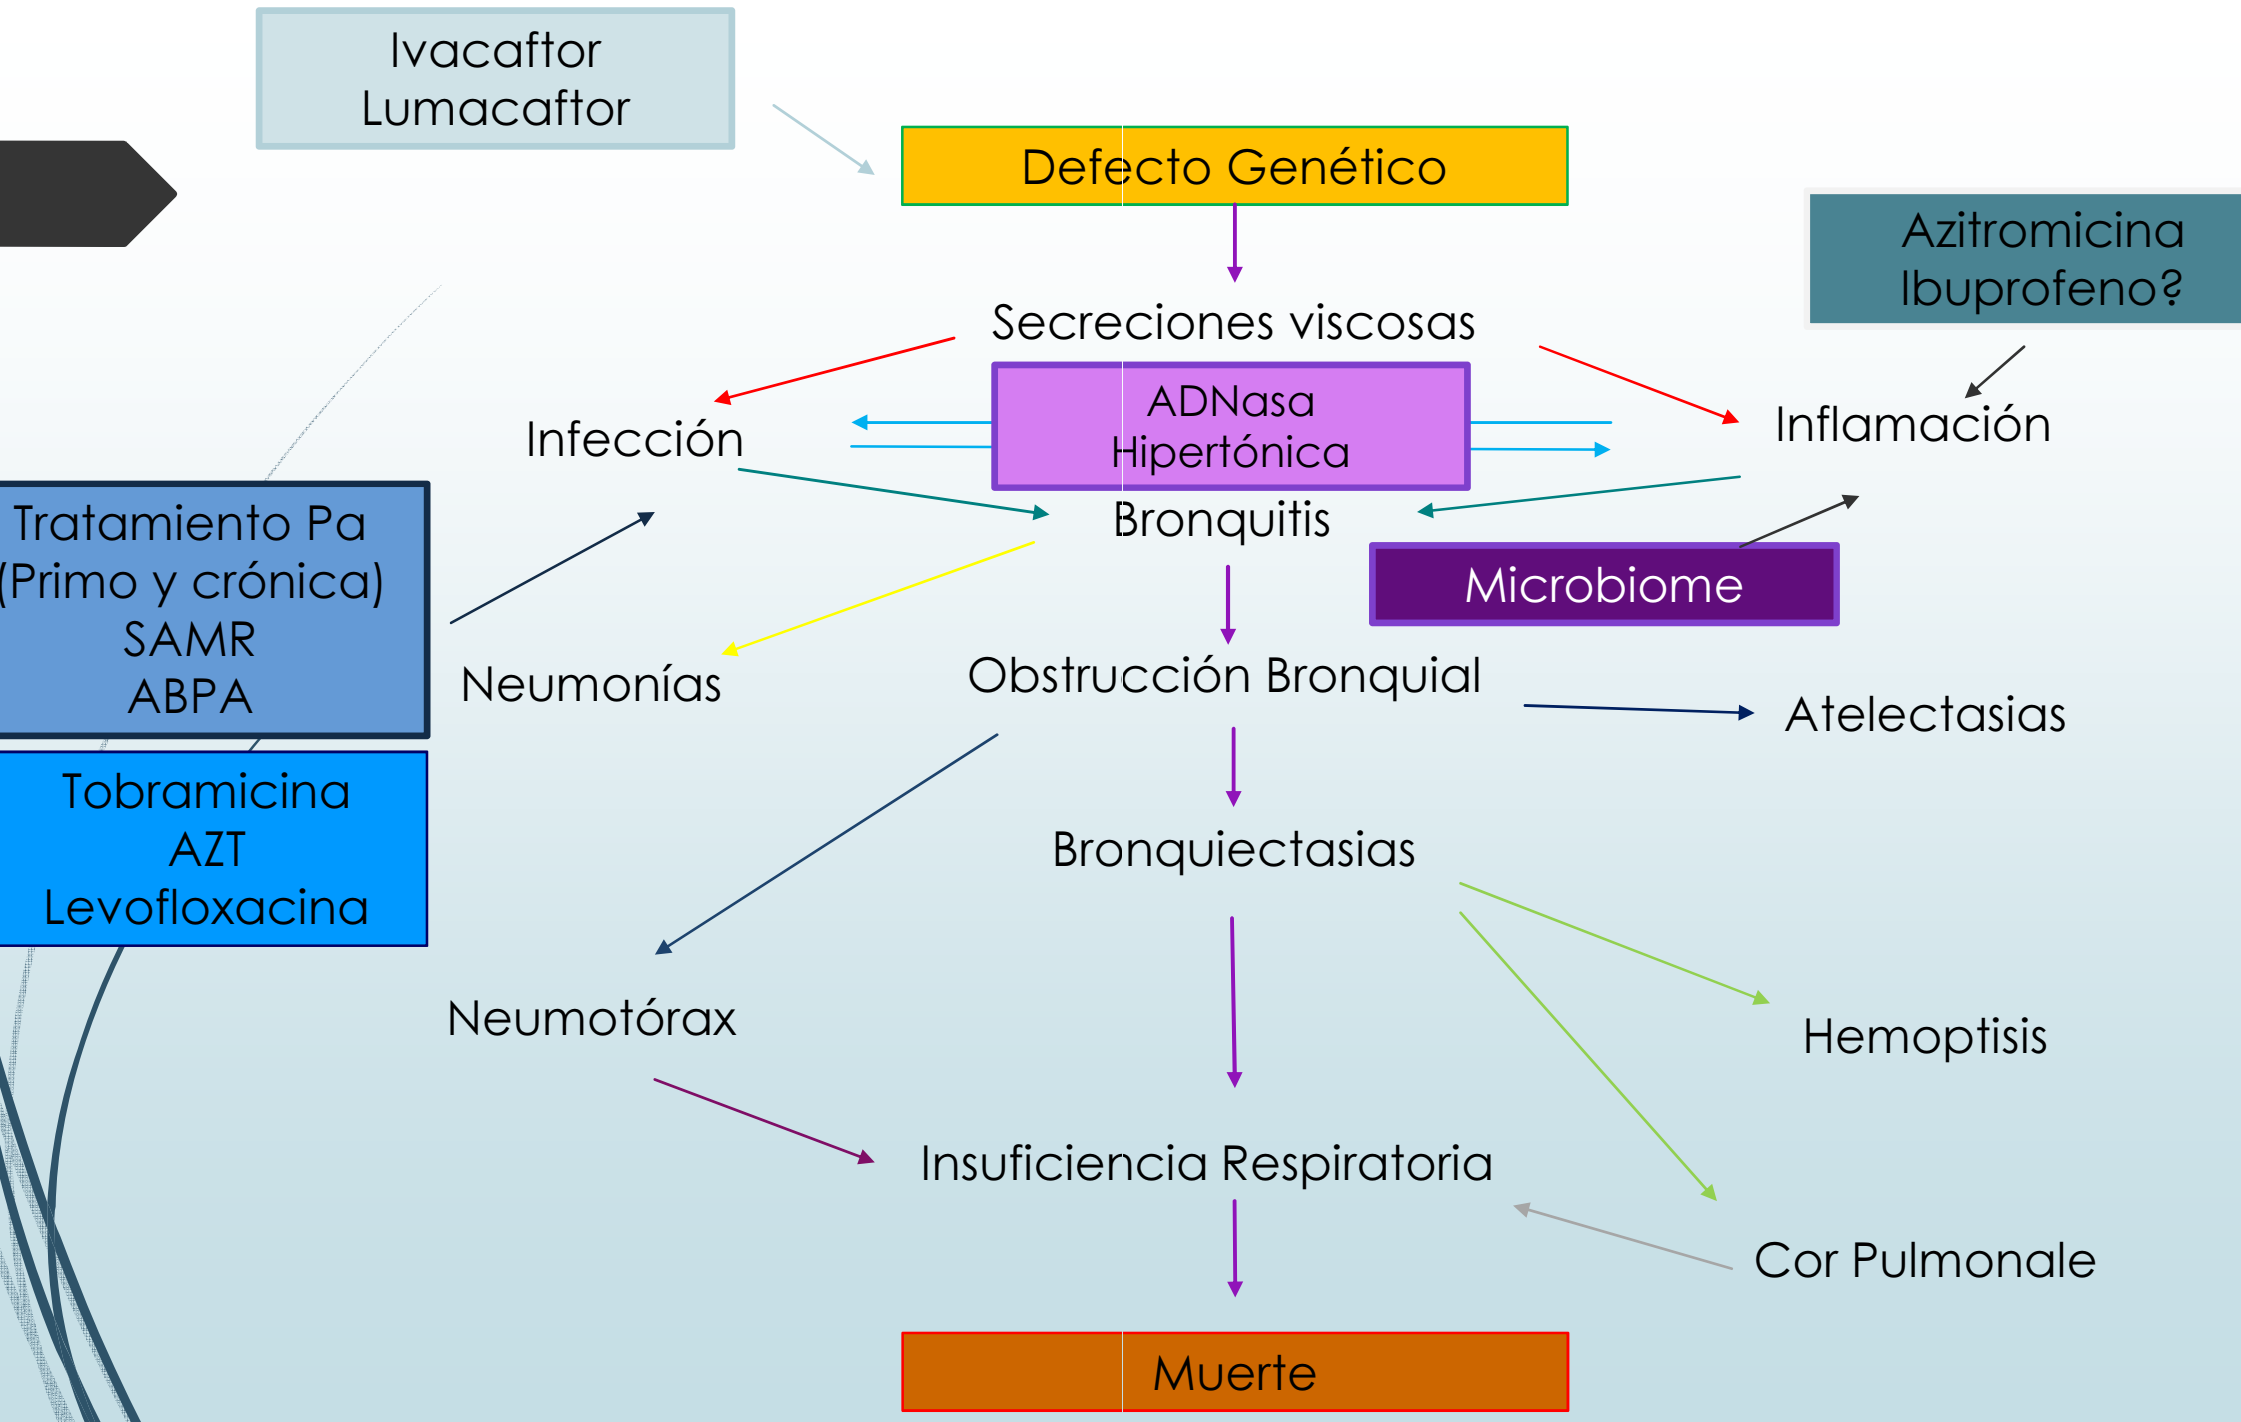 Ivacaftor
Lumacaftor
Defecto Genético
Azitromicina
Ibuprofeno?
Secreciones viscosas
ADNasa
Hipertónica
Infección
Inflamación
Tratamiento Pa
(Primo y crónica)
SAMR
ABPA
Bronquitis
Microbiome
Neumonías
Obstrucción Bronquial
Atelectasias
Tobramicina
AZT
Levofloxacina
Bronquiectasias
Neumotórax
Hemoptisis
Insuficiencia Respiratoria
Cor Pulmonale
Muerte